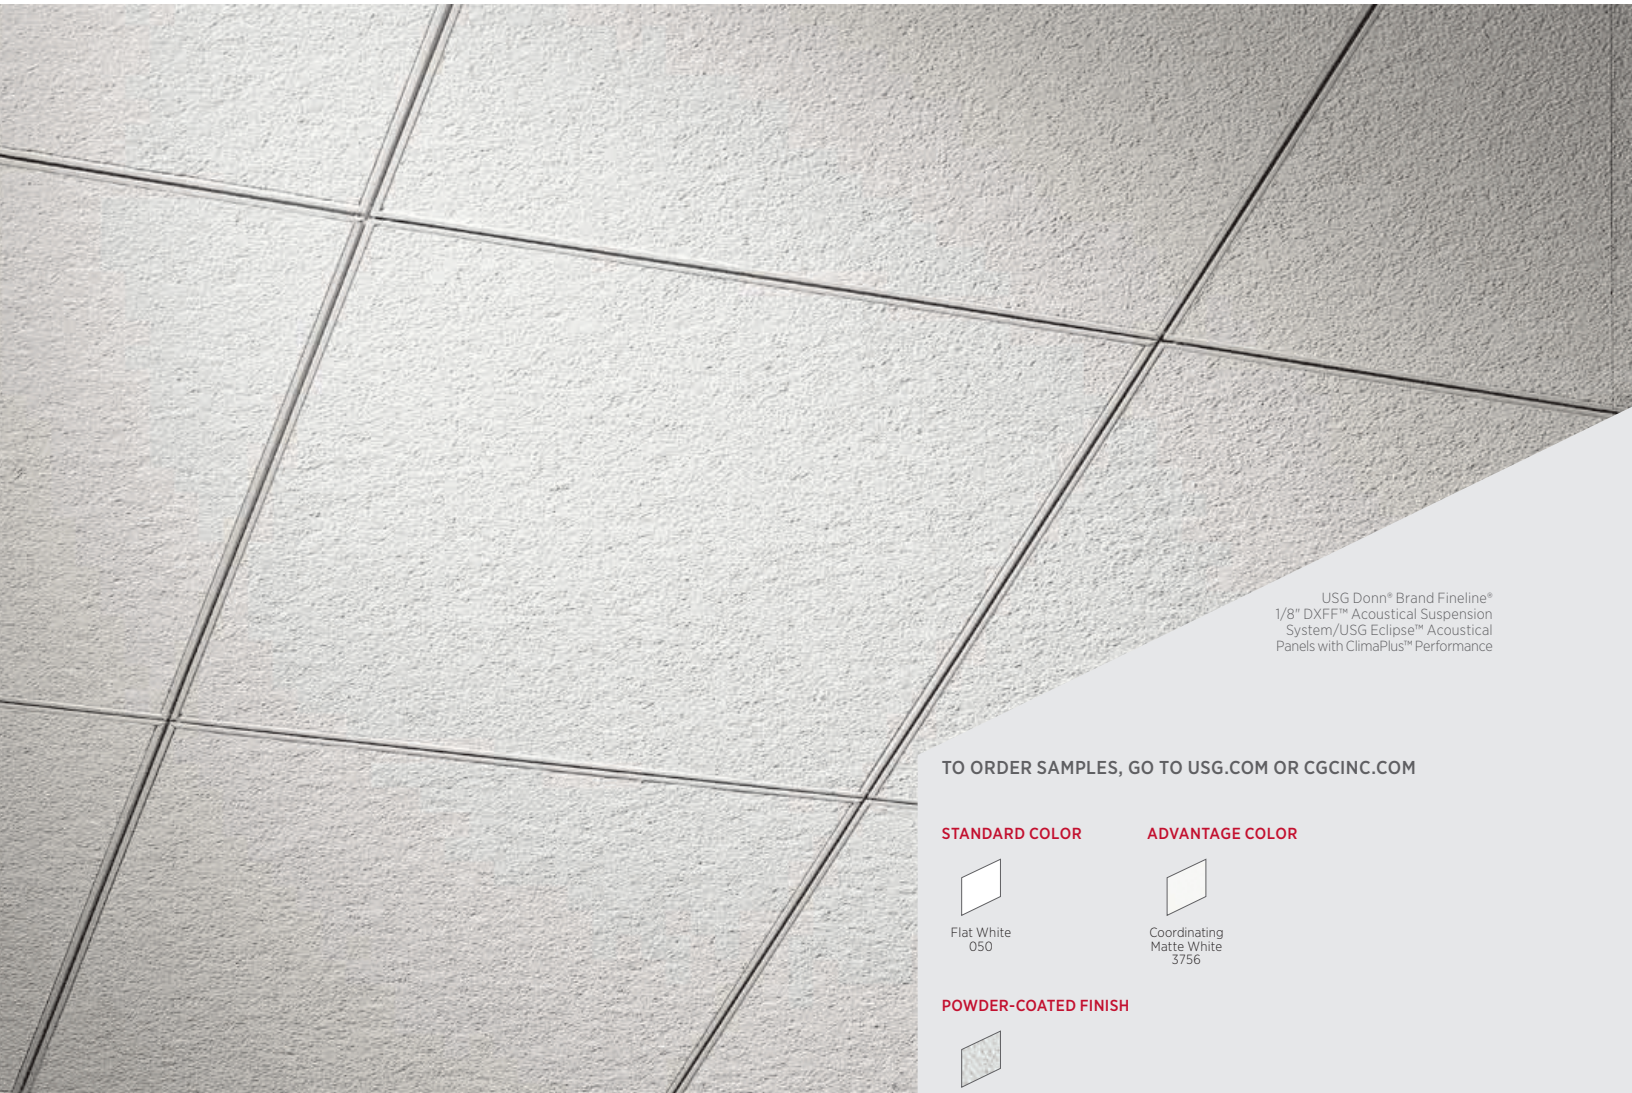 USG Donn® Brand Fineline®
1/8" DXFF™ Acoustical Suspension
System/USG Eclipse™ Acoustical
Panels with ClimaPlus™ Performance
TO ORDER SAMPLES, GO TO USG.COM OR CGCINC.COM
STANDARD COLOR
ADVANTAGE COLOR
Flat White
050
Coordinating
Matte White
3756
POWDER-COATED FINISH